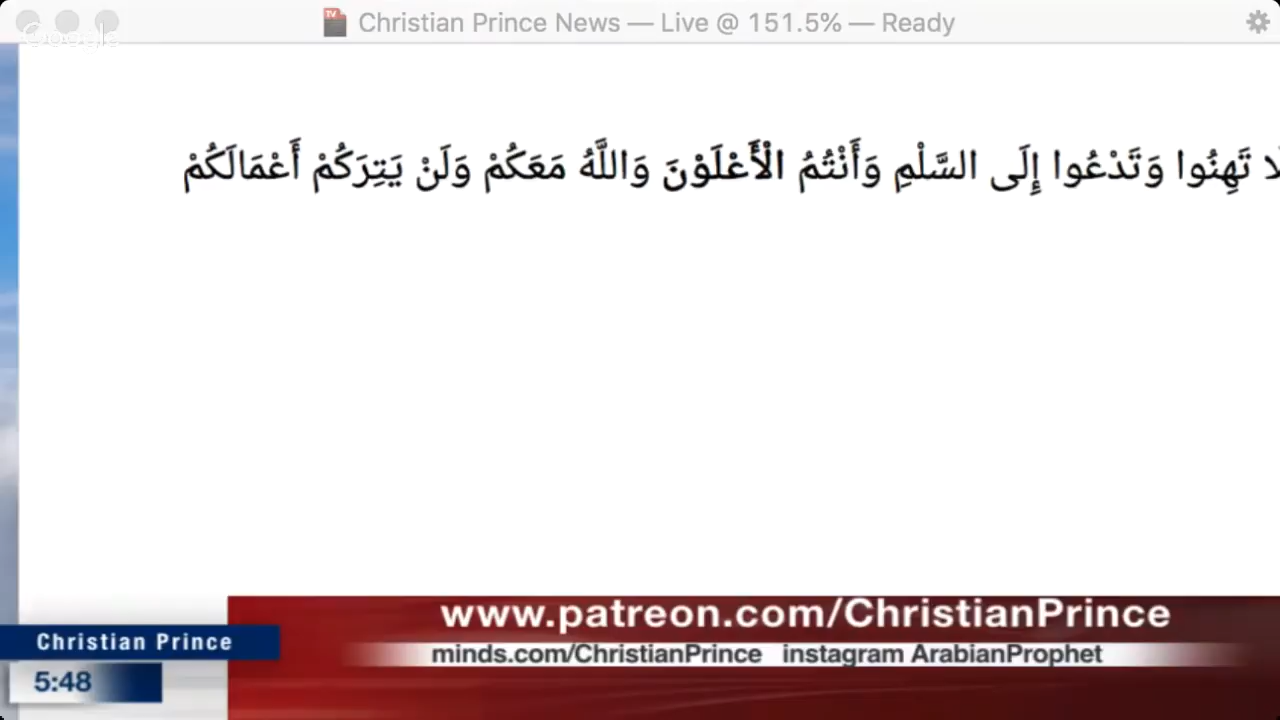 Google
Christian Prince News — Live @ 151.5% — Ready
تَهِنُوا وَتَدْعُوا إِلَى السَّلْمِ وَأَنْتُمُ الْأَعْلَوْنَ وَاللَّهُ مَعَكُمْ وَلَنْ يَتِرَكُمْ أَعْمَالَكُمْ
www.patreon.com/ChristianPrince
Christian Prince
minds.com/ChristianPrince instagram ArabianProphet
5:48